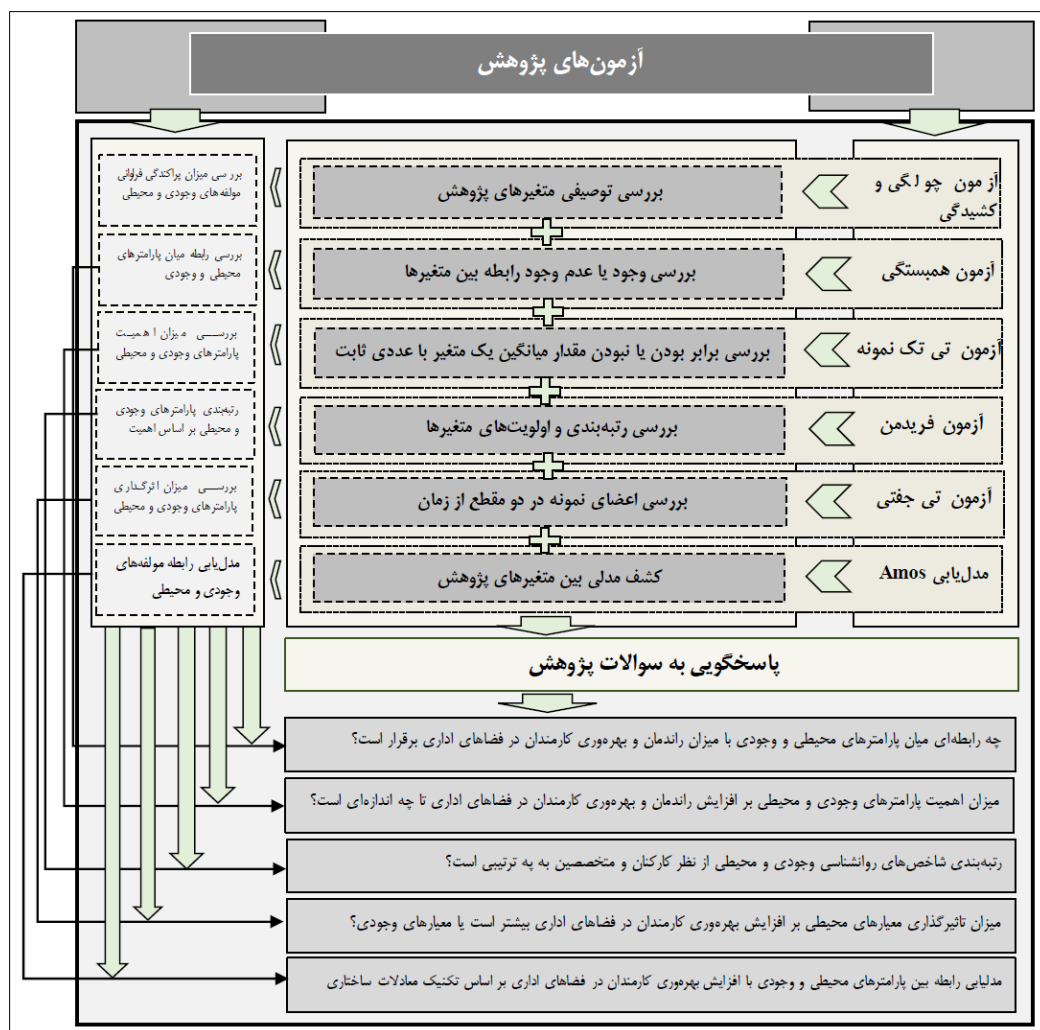 آزمون‌های پژوهش
آزمون چولگی و
کشیدگی
بررسی توصیفی متغیرهای پژوهش
بررسی میزان پراکندگی فراوانی
مولفه‌های وجودی و محیطی
آزمون همبستگی
بررسی وجود یا عدم وجود رابطه بین متغیرها
بررسی رابطه میان پارامترهای
محیطی و وجودی
آزمون تی تک نمونه
بررسی برابر بودن یا نبودن مقدار میانگین یک متغیر با عددی ثابت
بررسی میزان اهمیت
پارامترهای وجودی و محیطی
آزمون فریدمن
بررسی رتبه‌بندی و اولویت‌های متغیرها
رتبه‌بندی پارامترهای وجودی
و محیطی بر اساس اهمیت
آزمون تی جفتی
بررسی اعضای نمونه در دو مقطع از زمان
بررسی میزان اثرگذاری
پارامترهای وجودی و محیطی
مدل‌یابی Amos
کشف مدلی بین متغیرهای پژوهش
مدل‌یابی رابطه مولفه‌های
وجودی و محیطی
پاسخگویی به سوالات پژوهش
چه رابطه‌ای میان پارامترهای محیطی و وجودی با میزان راندمان و بهره‌وری کارمندان در فضاهای اداری برقرار است؟
میزان اهمیت پارامترهای وجودی و محیطی بر افزایش راندمان و بهره‌وری کارمندان در فضاهای اداری تا چه اندازه‌ای است؟
رتبه‌بندی شاخص‌های روانشناسی وجودی و محیطی از نظر کارکنان و متخصصین به په ترتیبی است؟
میزان تاثیرگذاری معیارهای محیطی بر افزایش بهره‌وری کارمندان در فضاهای اداری بیشتر است یا معیارهای وجودی؟
مدلیابی رابطه بین پارامترهای محیطی و وجودی با افزایش بهره‌وری کارمندان در فضاهای اداری بر اساس تکنیک معادلات ساختاری